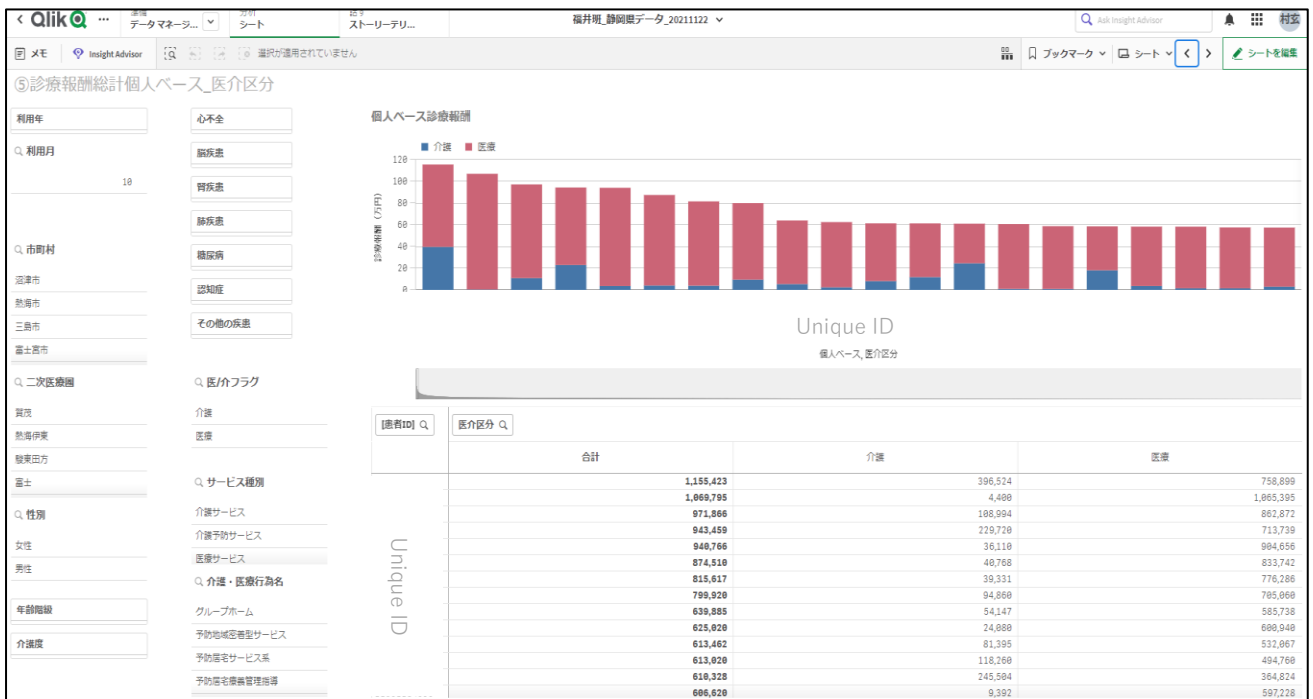 Qlik
準備
データ マネージ...
分析
シート
話す
ストーリーテリ...
福井班_静岡県データ_20211122
Ask Insight Advisor
村玄
メモ
Insight Advisor
選択が適用されていません
ブックマーク
シート
シートを編集
⑤診療報酬総計個人ベース_医介区分
利用年
利用月
10
市町村
沼津市
熱海市
三島市
富士宮市
二次医療圏
賀茂
熱海伊東
駿東田方
富士
性別
女性
男性
年齢階級
介護度
心不全
脳疾患
腎疾患
肺疾患
糖尿病
認知症
その他の疾患
医/介フラグ
介護
医療
サービス種別
介護サービス
介護予防サービス
医療サービス
介護・医療行為名
グループホーム
予防地域密着型サービス
予防居宅サービス系
予防居宅療養管理指導
個人ベース診療報酬
介護 医療
診療報酬 (万円)
120
100
80
60
40
20
0
Unique ID
個人ベース, 医介区分
[患者ID] 医介区分
合計 介護 医療
Unique ID
1,155,423 396,524 758,899
1,069,795 4,400 1,065,395
971,866 108,994 862,872
943,459 229,720 713,739
940,766 36,110 904,656
874,510 40,768 833,742
815,617 39,331 776,286
799,920 94,860 705,060
639,885 54,147 585,738
625,020 24,080 600,940
613,462 81,395 532,067
613,020 118,260 494,760
610,328 245,504 364,824
606,620 9,392 597,228